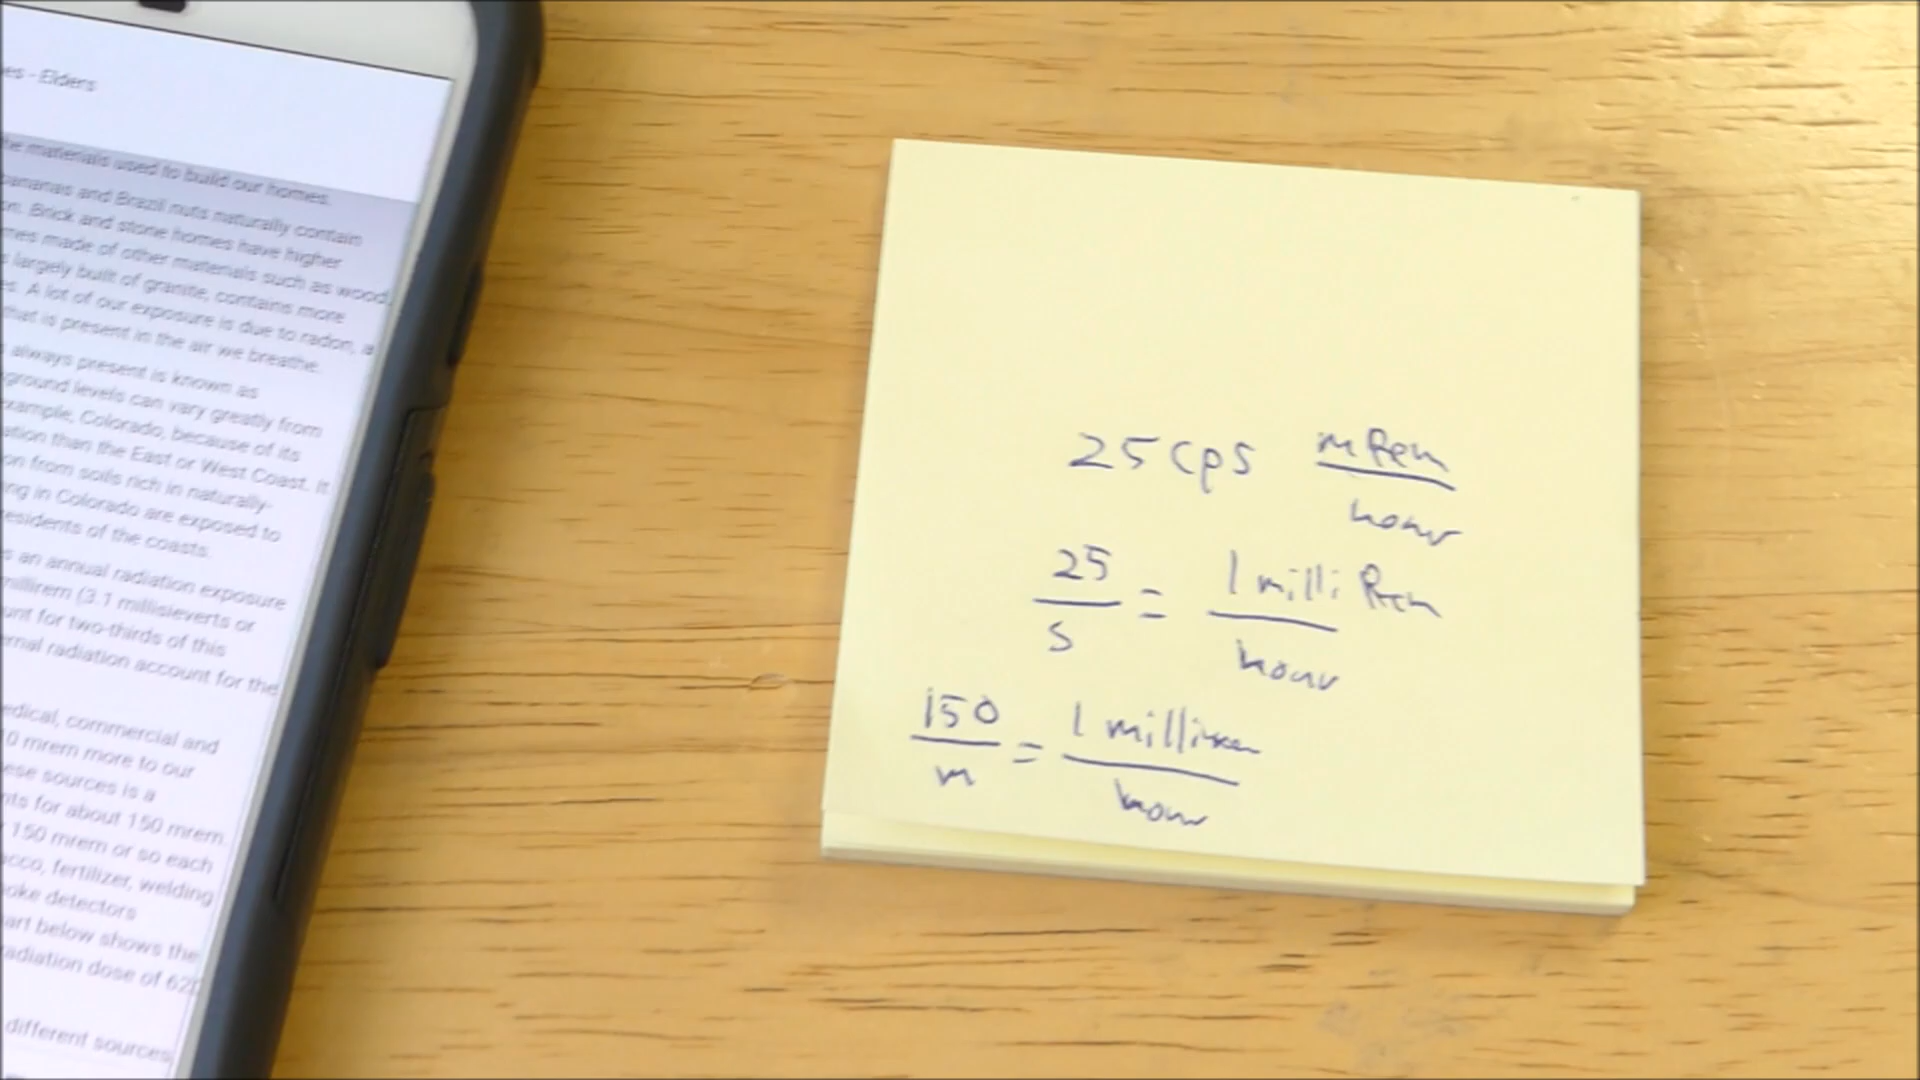 es - Elders
he materials used to build our homes.
bananas and Brazil nuts naturally contain
on. Brick and stone homes have higher
mes made of other materials such as wood.
s largely built of granite, contains more
es. A lot of our exposure is due to radon, a
that is present in the air we breathe.
s always present is known as
ground levels can vary greatly from
example, Colorado, because of its
ation than the East or West Coast. It
on from soils rich in naturally-
ng in Colorado are exposed to
residents of the coasts.
s an annual radiation exposure
millirem (3.1 millisieverts or
unt for two-thirds of this
ernal radiation account for the
edical, commercial and
0 mrem more to our
ese sources is a
nts for about 150 mrem.
r 150 mrem or so each
acco, fertilizer, welding
oke detectors
art below shows the
radiation dose of 620
different sources
25 cps mRem
hour
25 = 1 milli Rem
s hour
150 = 1 millirem
m hour